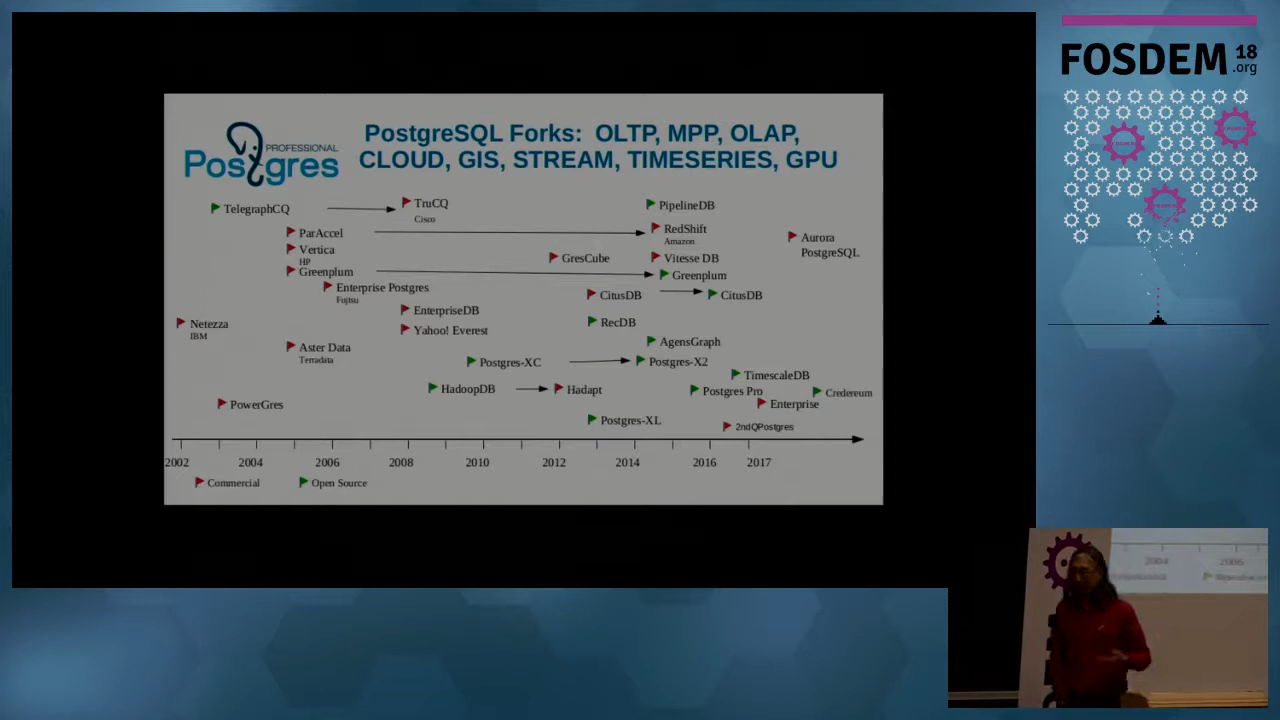 FOSDEM 18
.org
PROFESSIONAL
Postgres
PostgreSQL Forks: OLTP, MPP, OLAP,
CLOUD, GIS, STREAM, TIMESERIES, GPU
TelegraphCQ
TruCQ
Cisco
PipelineDB
ParAccel
RedShift
Amazon
Aurora
PostgreSQL
Vertica
HP
GresCube
Vitesse DB
Greenplum
Greenplum
Enterprise Postgres
Fujitsu
CitusDB
CitusDB
EnterpriseDB
Netezza
IBM
Yahoo! Everest
RecDB
Aster Data
Terradata
AgensGraph
Postgres-XC
Postgres-X2
TimescaleDB
HadoopDB
Hadapt
Postgres Pro
Credereum
PowerGres
Enterprise
Postgres-XL
2ndQPostgres
2002 2004 2006 2008 2010 2012 2014 2016 2017
Commercial
Open Source
2004 2006